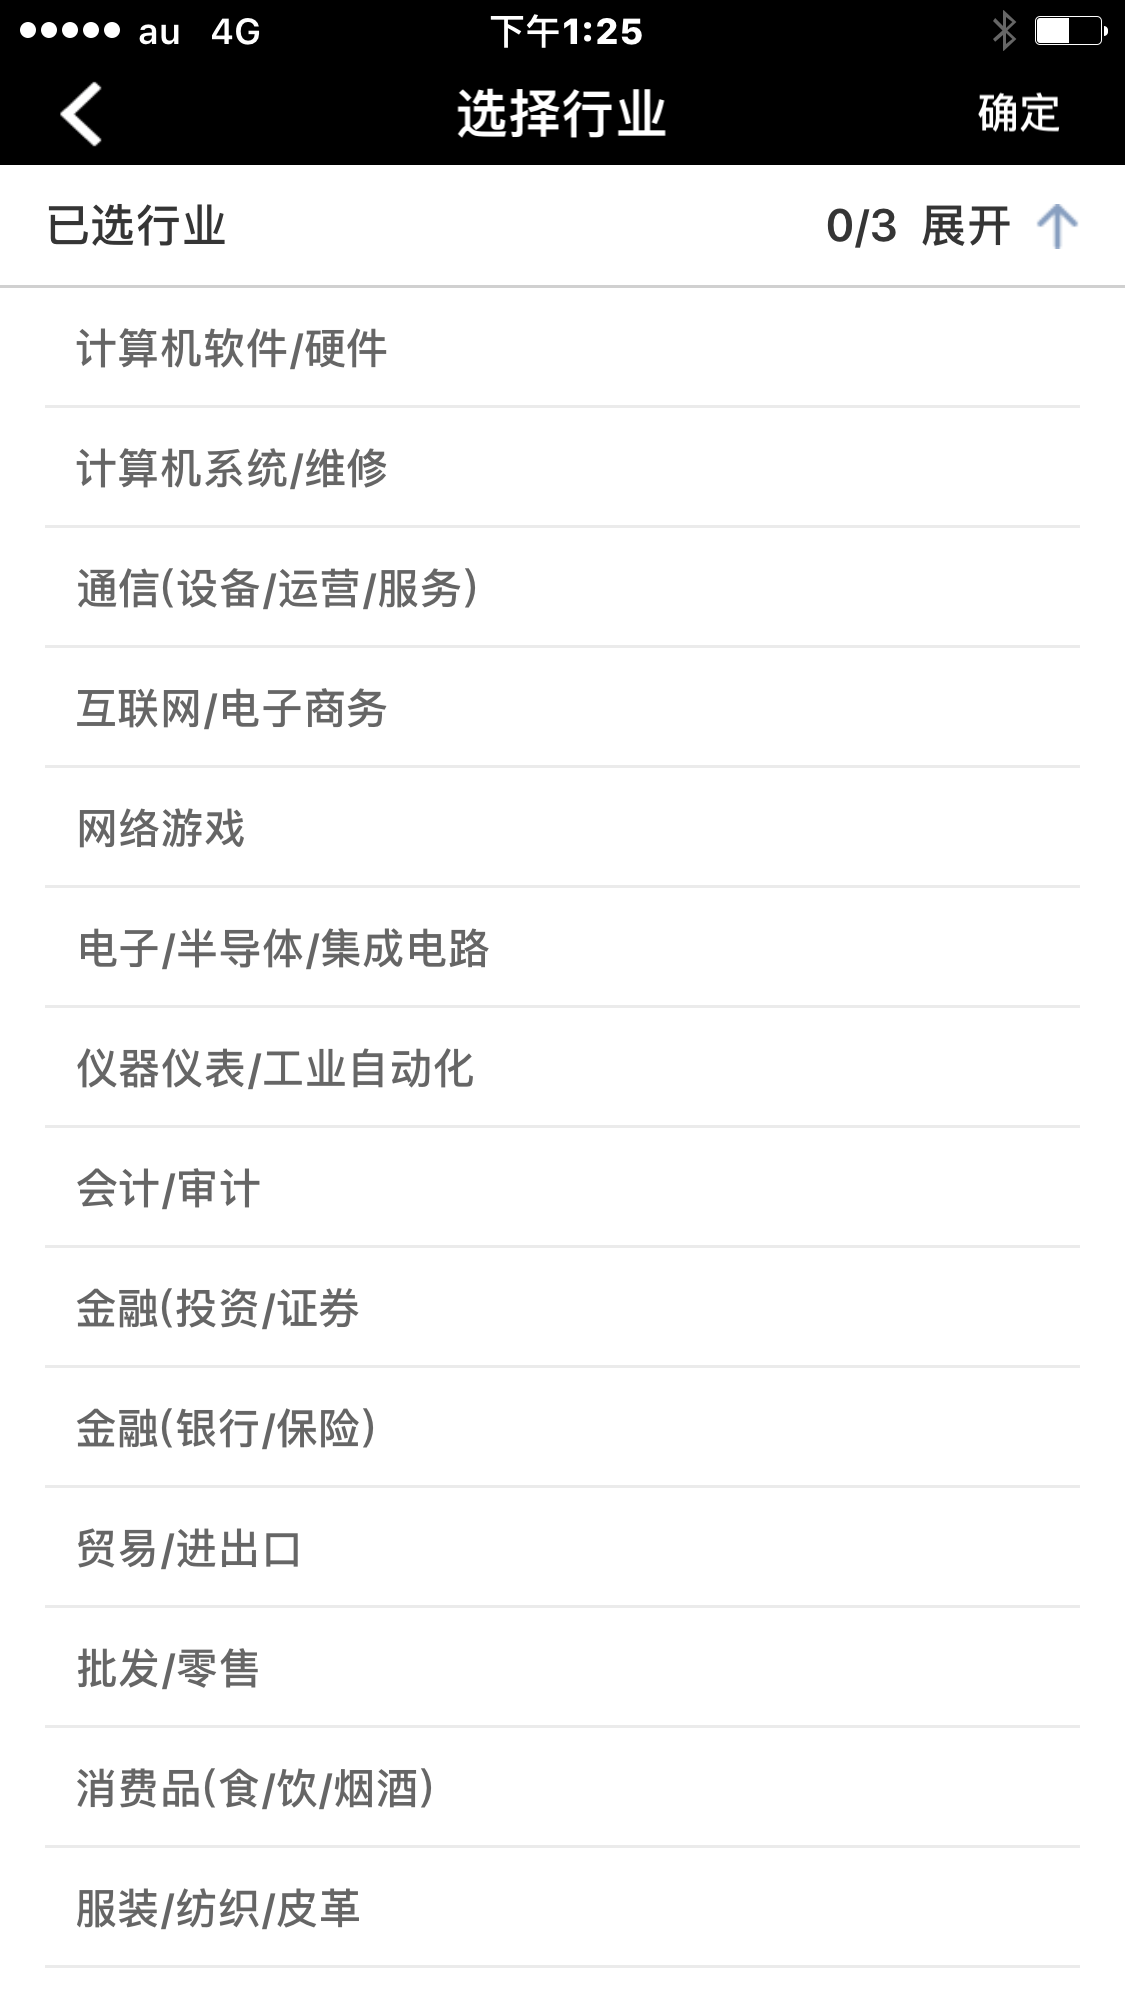 au 4G 下午1:25
选择行业 确定
已选行业 0/3 展开
计算机软件/硬件
计算机系统/维修
通信(设备/运营/服务)
互联网/电子商务
网络游戏
电子/半导体/集成电路
仪器仪表/工业自动化
会计/审计
金融(投资/证券
金融(银行/保险)
贸易/进出口
批发/零售
消费品(食/饮/烟酒)
服装/纺织/皮革